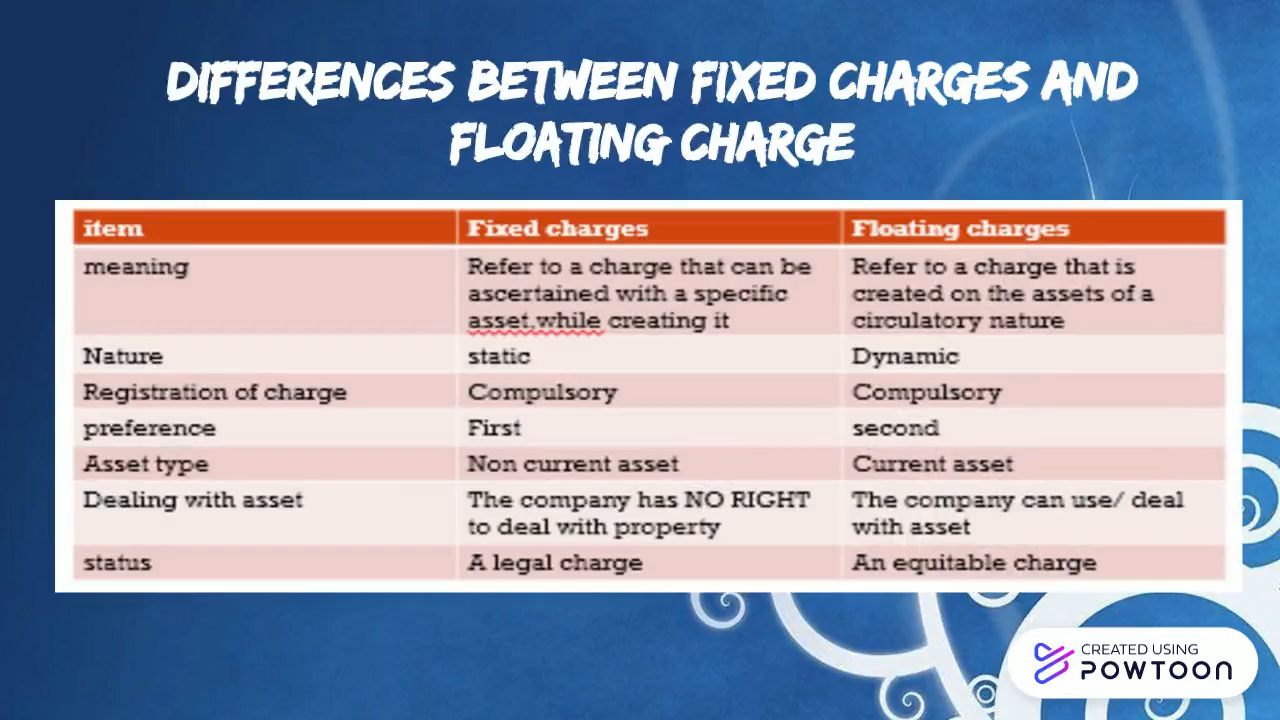 DIFFERENCES BETWEEN FIXED CHARGES AND
FLOATING CHARGE
item Fixed charges Floating charges
meaning Refer to a charge that can be Refer to a charge that is
ascertained with a specific created on the assets of a
asset,while creating it circulatory nature
Nature static Dynamic
Registration of charge Compulsory Compulsory
preference First second
Asset type Non current asset Current asset
Dealing with asset The company has NO RIGHT The company can use/ deal
to deal with property with asset
status A legal charge An equitable charge
CREATED USING
POWTOON